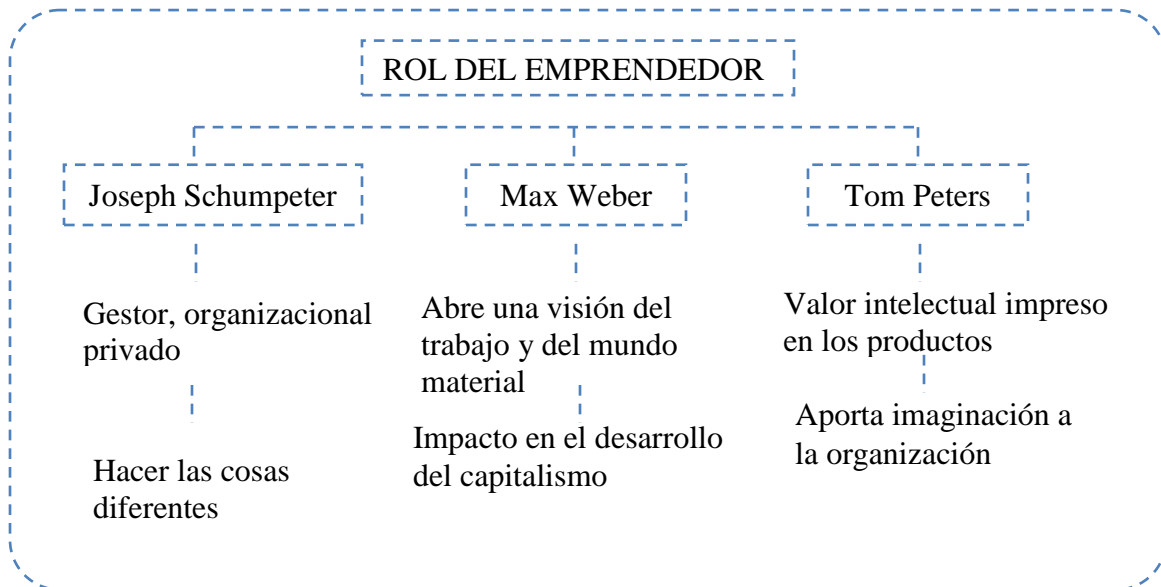 ROL DEL EMPRENDEDOR
Joseph Schumpeter
Max Weber
Tom Peters
Gestor, organizacional
privado
Abre una visión del
trabajo y del mundo
material
Valor intelectual impreso
en los productos
Hacer las cosas
diferentes
Impacto en el desarrollo
del capitalismo
Aporta imaginación a
la organización